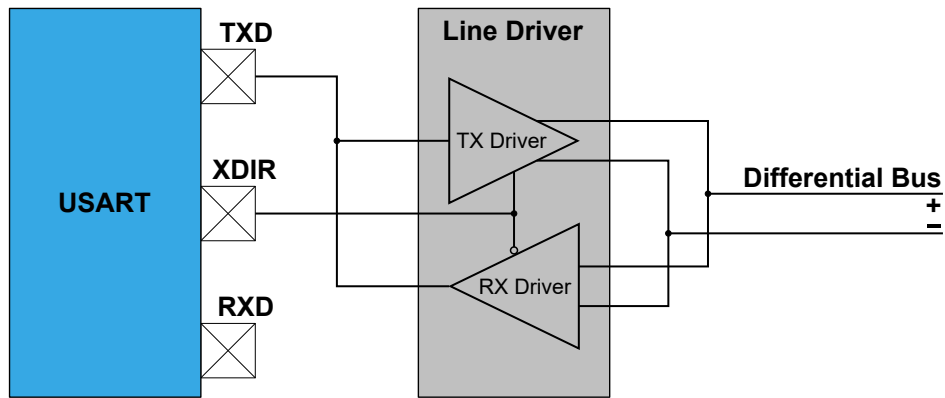 TXD
Line Driver
TX Driver
XDIR
USART
Differential Bus
+
−
RX Driver
RXD